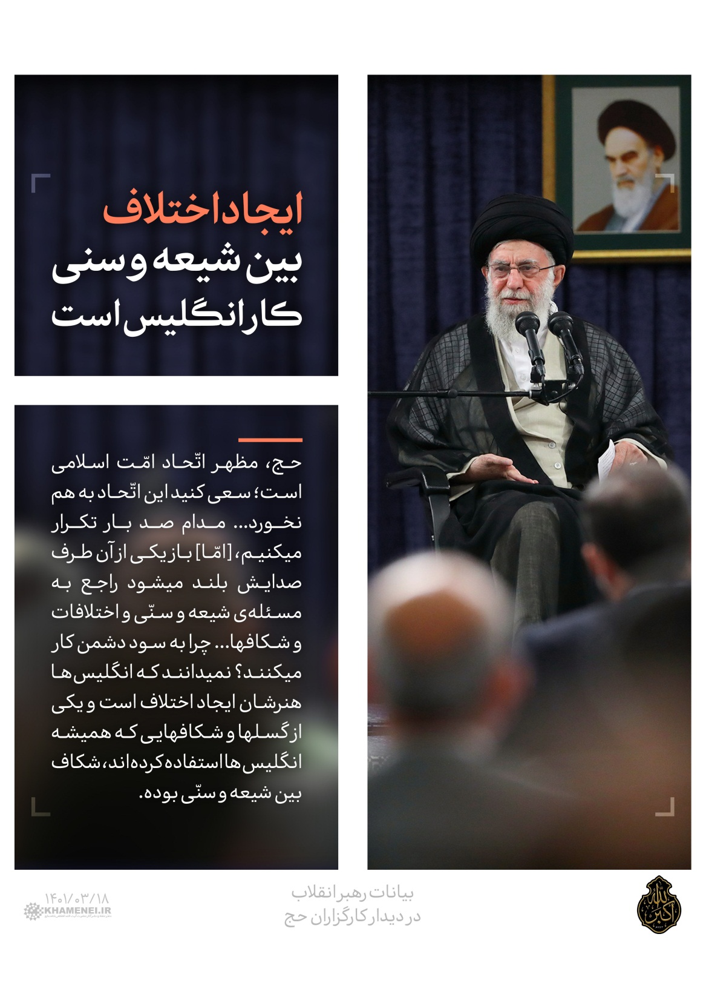 ایجاد اختلاف
بین شیعه و سنی
کار انگلیس است
حج، مظهر اتّحاد امّت اسلامی
است؛ سعی کنید این اتّحاد به هم
نخورد... مدام صد بار تکرار
میکنیم، [امّا] باز یکی از آن طرف
صدایش بلند میشود راجع به
مسئله‌ی شیعه و سنّی و اختلافات
و شکافها... چرا به سود دشمن کار
میکنند؟ نمیدانند که انگلیس‌ها
هنرشان ایجاد اختلاف است و یکی
از گسلها و شکافهایی که همیشه
انگلیس‌ها استفاده کرده‌اند، شکاف
بین شیعه و سنّی بوده.
بیانات رهبر انقلاب
در دیدار کارگزاران حج
۱۴۰۱/۰۳/۱۸
KHAMENEI.IR
الله
اکبر